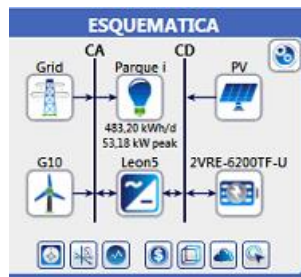 ESQUEMATICA
CA CD
Grid Parque i PV
483,20 kWh/d
53,18 kW peak
G10 Leon5 2VRE-6200TF-U